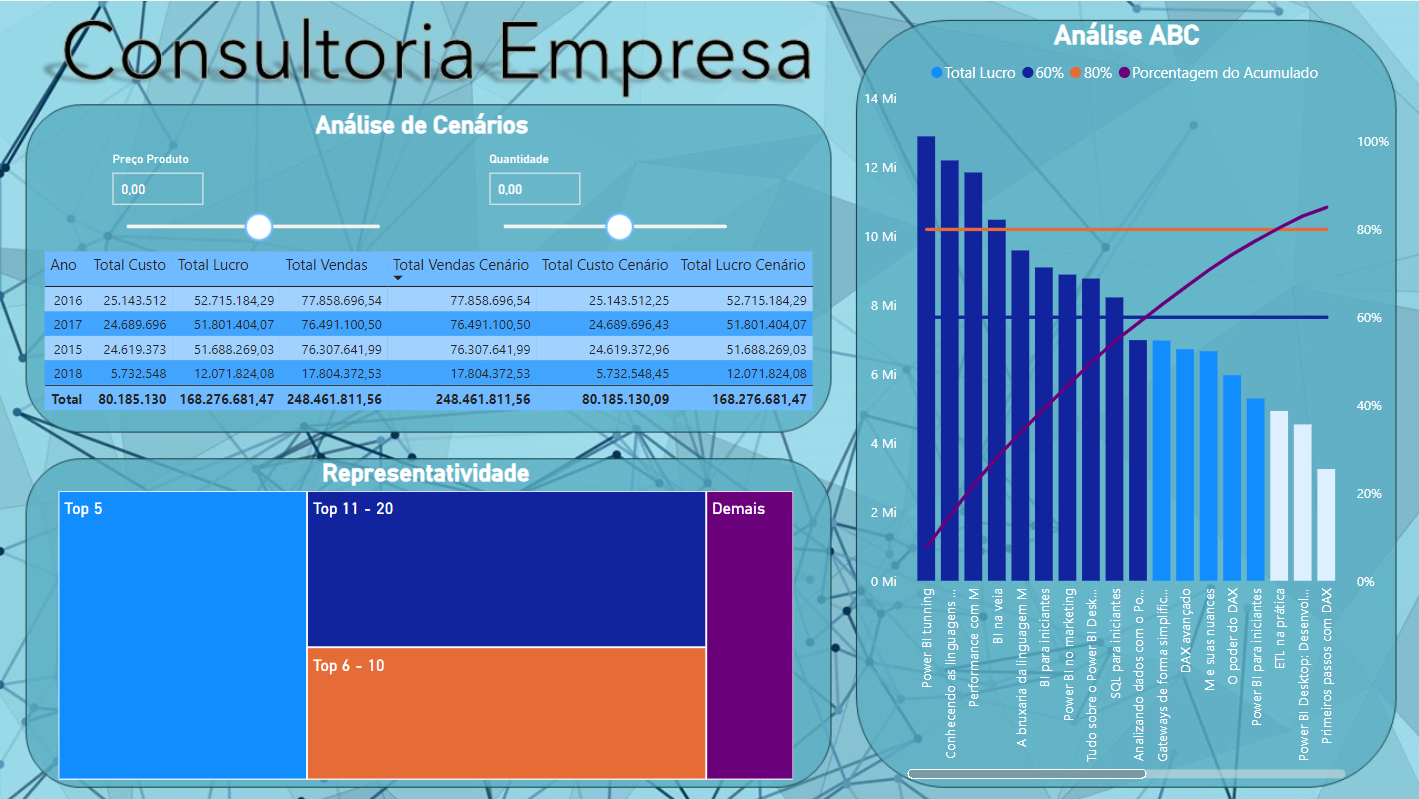 Consultoria Empresa
Análise de Cenários
Preço Produto
Quantidade
0,00
0,00
Ano Total Custo Total Lucro Total Vendas Total Vendas Cenário Total Custo Cenário Total Lucro Cenário
2016 25.143.512 52.715.184,29 77.858.696,54 77.858.696,54 25.143.512,25 52.715.184,29
2017 24.689.696 51.801.404,07 76.491.100,50 76.491.100,50 24.689.696,43 51.801.404,07
2015 24.619.373 51.688.269,03 76.307.641,99 76.307.641,99 24.619.372,96 51.688.269,03
2018 5.732.548 12.071.824,08 17.804.372,53 17.804.372,53 5.732.548,45 12.071.824,08
Total 80.185.130 168.276.681,47 248.461.811,56 248.461.811,56 80.185.130,09 168.276.681,47
Representatividade
Top 5
Top 11 - 20
Top 6 - 10
Demais
Análise ABC
Total Lucro 60% 80% Porcentagem do Acumulado
14 Mi
12 Mi
10 Mi
8 Mi
6 Mi
4 Mi
2 Mi
0 Mi
100%
80%
60%
40%
20%
0%
Power BI tunning
Conhecendo as linguagens ...
Performance com M
BI na veia
A bruxaria da linguagem M
BI para iniciantes
Power BI no marketing
Tudo sobre o Power BI Desk...
SQL para iniciantes
Analizando dados com o Po...
Gateways de forma simplific...
DAX avançado
M e suas nuances
O poder do DAX
Power BI para iniciantes
ETL na prática
Power BI Desktop: Desenvol...
Primeiros passos com DAX